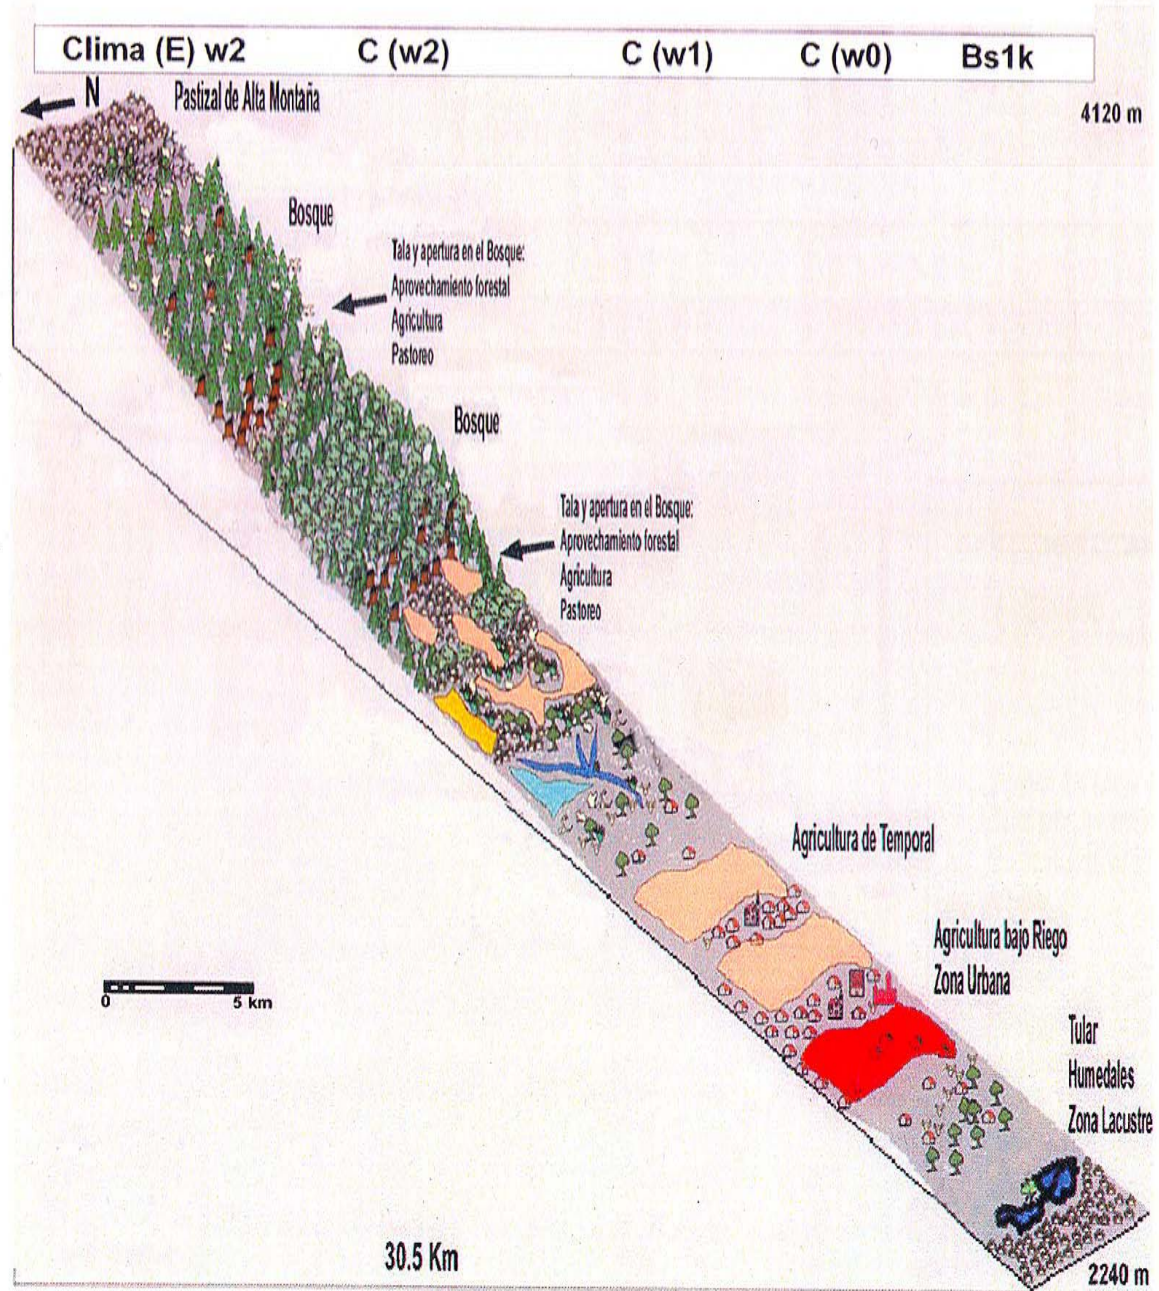 Clima (E) w2 C (w2) C (w1) C (w0) Bs1k
N
Pastizal de Alta Montaña
4120 m
Bosque
Tala y apertura en el Bosque:
Aprovechamiento forestal
Agricultura
Pastoreo
Bosque
Tala y apertura en el Bosque:
Aprovechamiento forestal
Agricultura
Pastoreo
Agricultura de Temporal
Agricultura bajo Riego
Zona Urbana
Tular
Humedales
Zona Lacustre
0 5 km
30.5 Km
2240 m